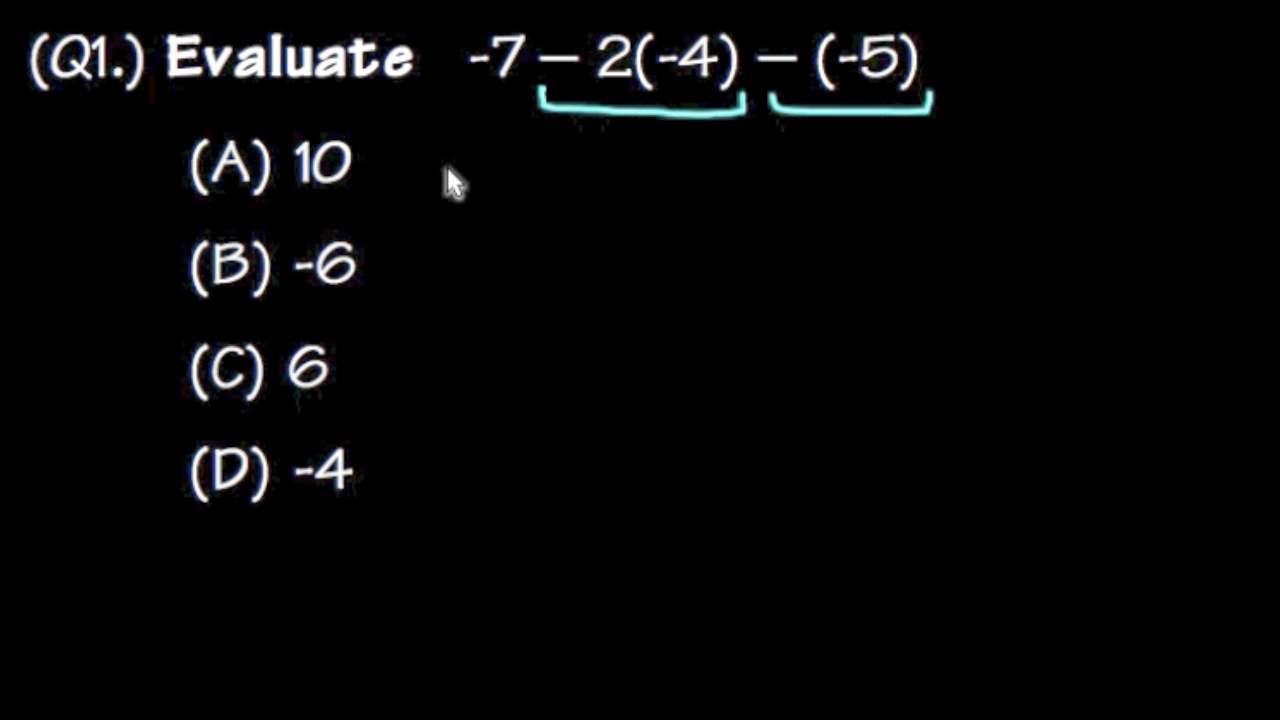 (Q1.) Evaluate -7 – 2(-4) – (-5)
(A) 10
(B) -6
(C) 6
(D) -4